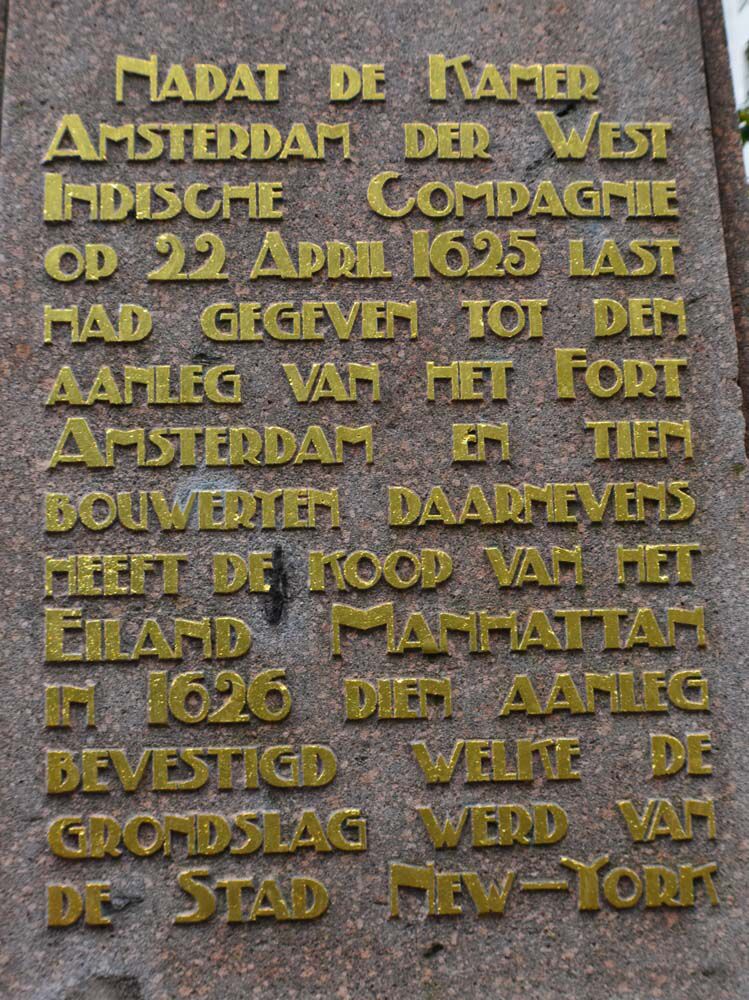 NADAT DE KAMER
AMSTERDAM DER WEST
INDISCHE COMPAGNIE
OP 22 APRIL 1625 LAST
HAD GEGEVEN TOT DEN
AANLEG VAN HET FORT
AMSTERDAM EN TIEN
BOUWERYEN DAARNEVENS
HEEFT DE KOOP VAN HET
EILAND MANHATTAN
IN 1626 DIEN AANLEG
BEVESTIGD WELKE DE
GRONDSLAG WERD VAN
DE STAD NEW-YORK